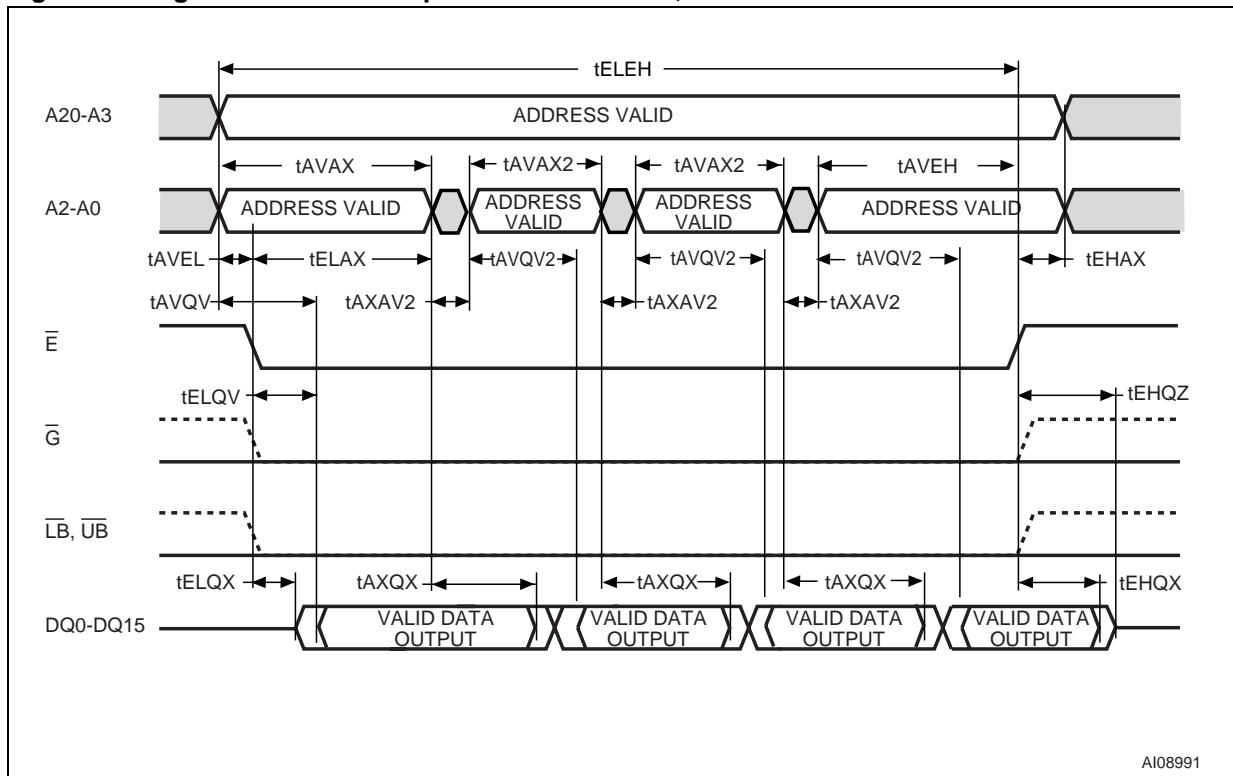 tELEH
A20-A3
ADDRESS VALID
tAVAX
tAVAX2
tAVAX2
tAVEH
A2-A0
ADDRESS VALID
ADDRESS
VALID
ADDRESS
VALID
ADDRESS VALID
tAVEL
tELAX
tAVQV2
tAVQV2
tAVQV2
tEHAX
tAVQV
tAXAV2
tAXAV2
tAXAV2
E
tELQV
tEHQZ
G
LB, UB
tELQX
tAXQX
tAXQX
tAXQX
tEHQX
DQ0-DQ15
VALID DATA
OUTPUT
VALID DATA
OUTPUT
VALID DATA
OUTPUT
VALID DATA
OUTPUT
AI08991